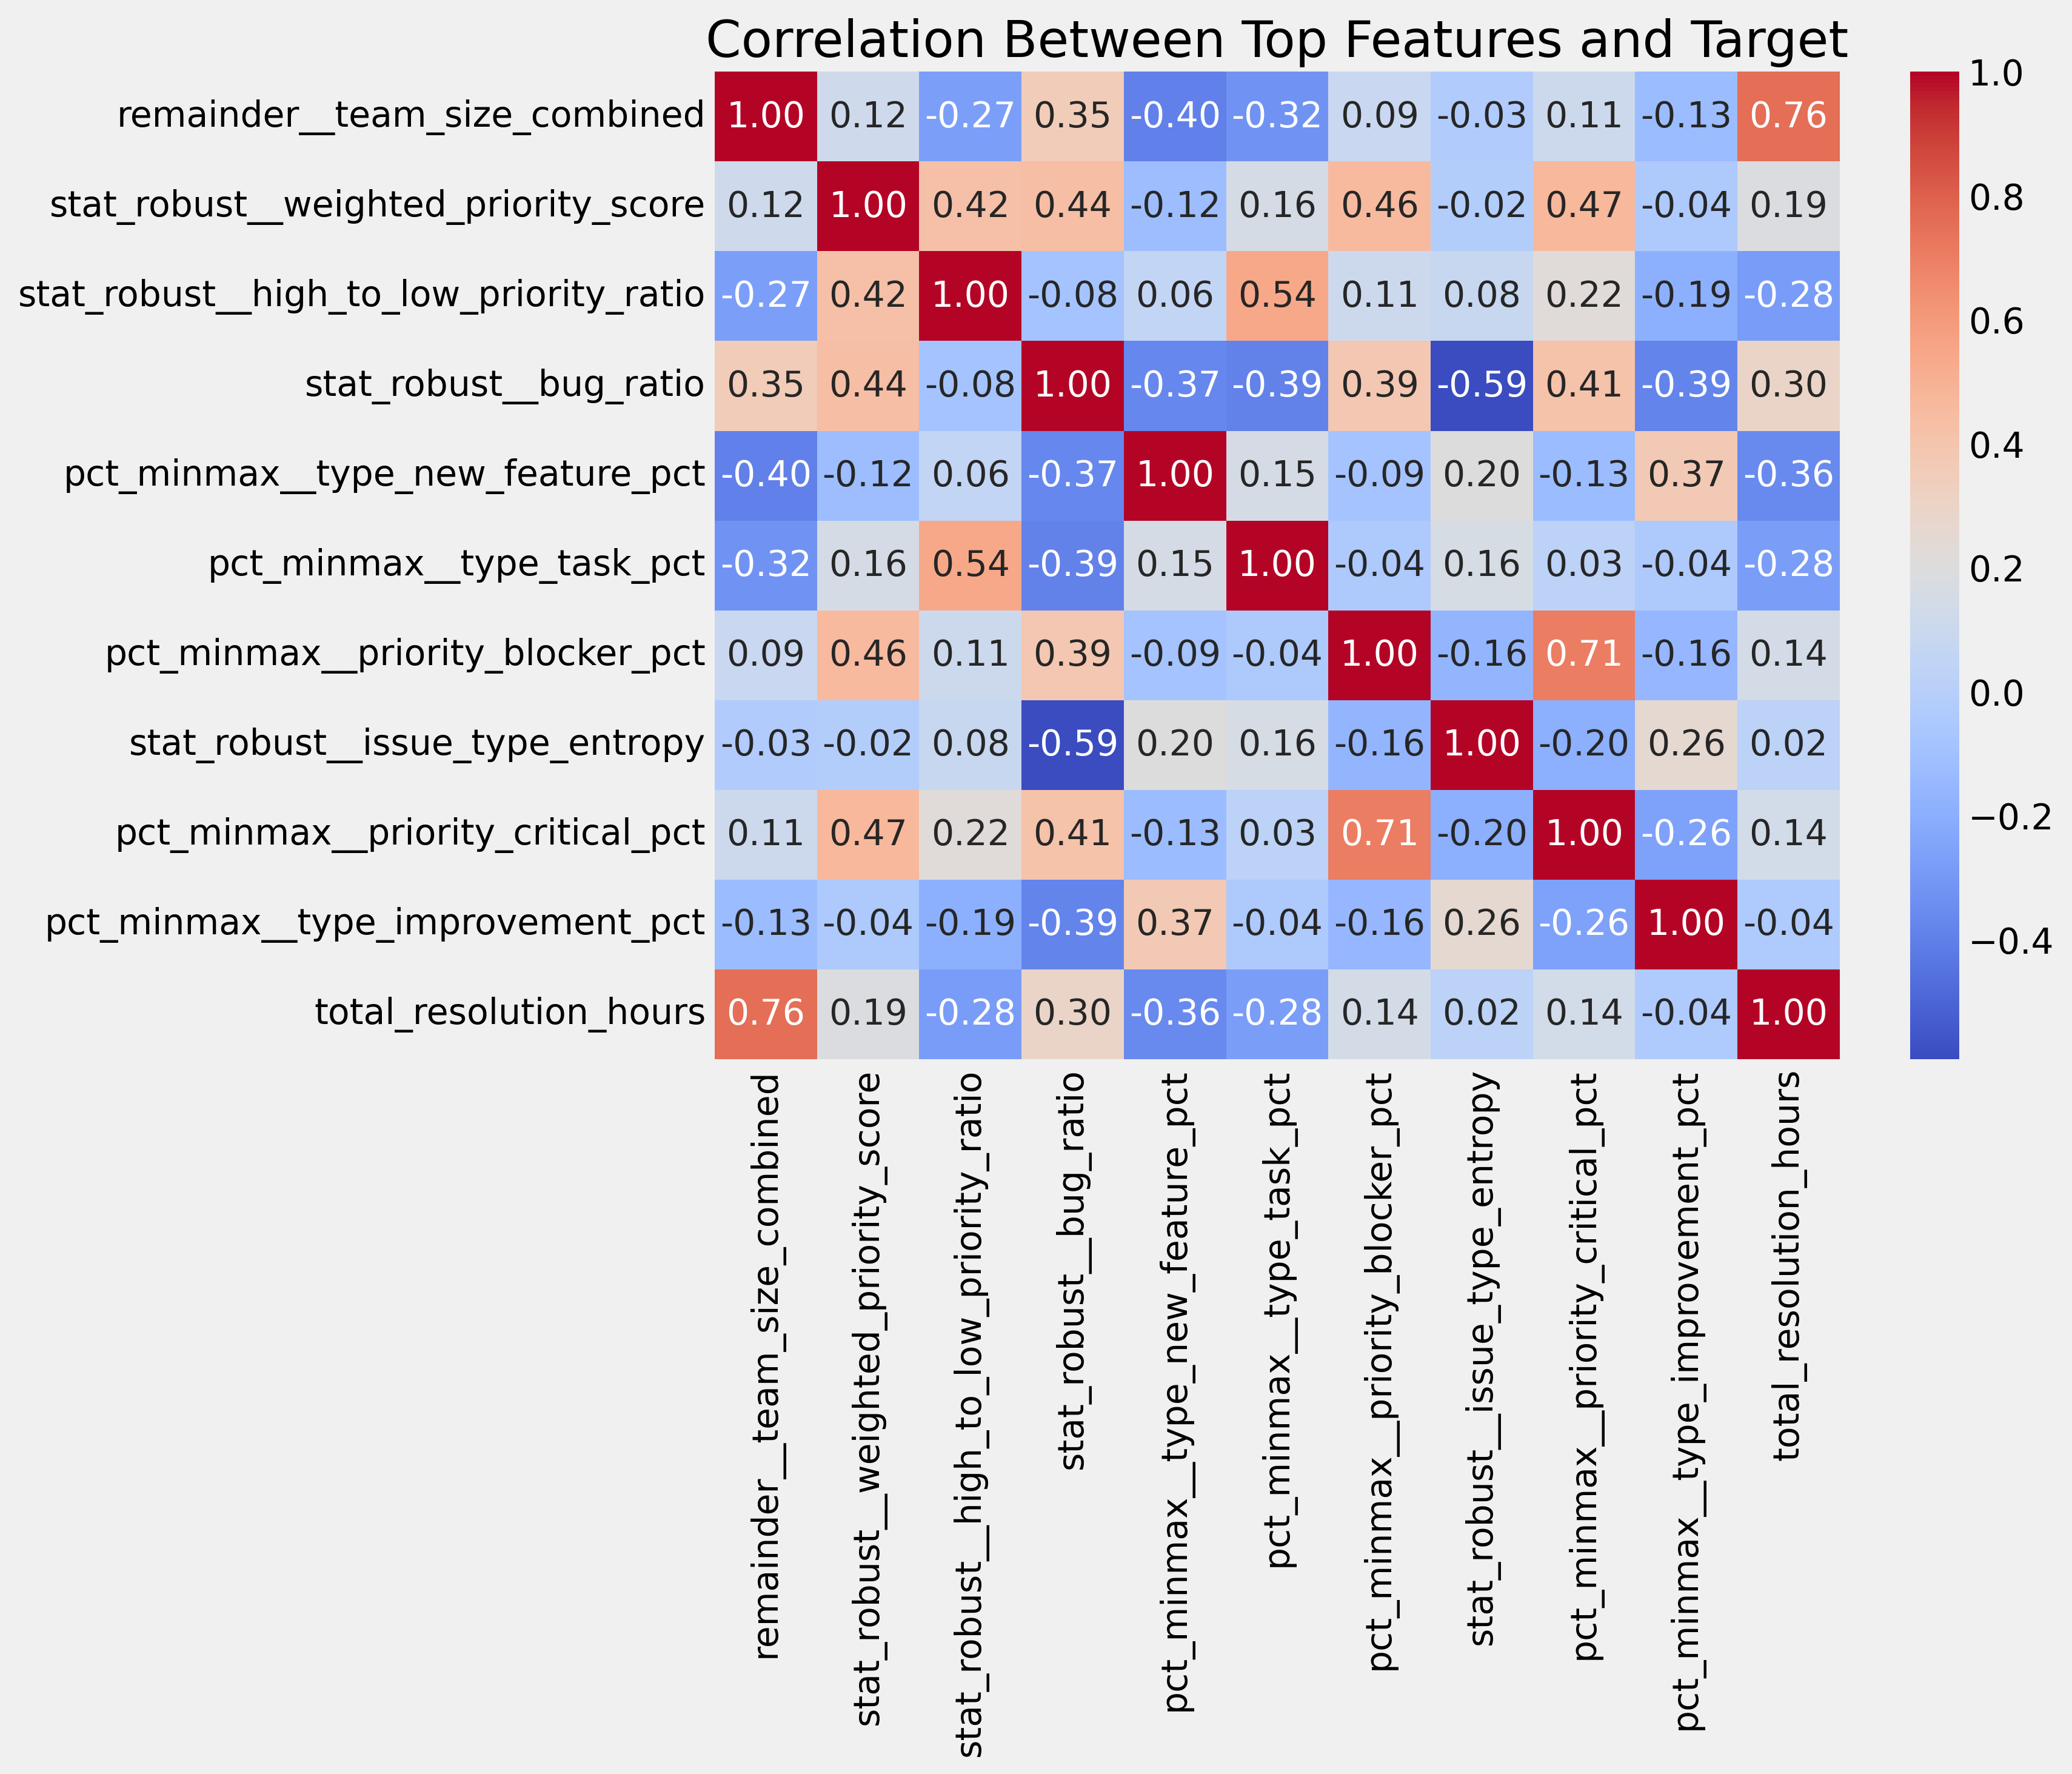 Correlation Between Top Features and Target
remainder__team_size_combined 1.00 0.12 -0.27 0.35 -0.40 -0.32 0.09 -0.03 0.11 -0.13 0.76
stat_robust__weighted_priority_score 0.12 1.00 0.42 0.44 -0.12 0.16 0.46 -0.02 0.47 -0.04 0.19
stat_robust__high_to_low_priority_ratio -0.27 0.42 1.00 -0.08 0.06 0.54 0.11 0.08 0.22 -0.19 -0.28
stat_robust__bug_ratio 0.35 0.44 -0.08 1.00 -0.37 -0.39 0.39 -0.59 0.41 -0.39 0.30
pct_minmax__type_new_feature_pct -0.40 -0.12 0.06 -0.37 1.00 0.15 -0.09 0.20 -0.13 0.37 -0.36
pct_minmax__type_task_pct -0.32 0.16 0.54 -0.39 0.15 1.00 -0.04 0.16 0.03 -0.04 -0.28
pct_minmax__priority_blocker_pct 0.09 0.46 0.11 0.39 -0.09 -0.04 1.00 -0.16 0.71 -0.16 0.14
stat_robust__issue_type_entropy -0.03 -0.02 0.08 -0.59 0.20 0.16 -0.16 1.00 -0.20 0.26 0.02
pct_minmax__priority_critical_pct 0.11 0.47 0.22 0.41 -0.13 0.03 0.71 -0.20 1.00 -0.26 0.14
pct_minmax__type_improvement_pct -0.13 -0.04 -0.19 -0.39 0.37 -0.04 -0.16 0.26 -0.26 1.00 -0.04
total_resolution_hours 0.76 0.19 -0.28 0.30 -0.36 -0.28 0.14 0.02 0.14 -0.04 1.00
remainder__team_size_combined
stat_robust__weighted_priority_score
stat_robust__high_to_low_priority_ratio
stat_robust__bug_ratio
pct_minmax__type_new_feature_pct
pct_minmax__type_task_pct
pct_minmax__priority_blocker_pct
stat_robust__issue_type_entropy
pct_minmax__priority_critical_pct
pct_minmax__type_improvement_pct
total_resolution_hours
1.0
0.8
0.6
0.4
0.2
0.0
−0.2
−0.4